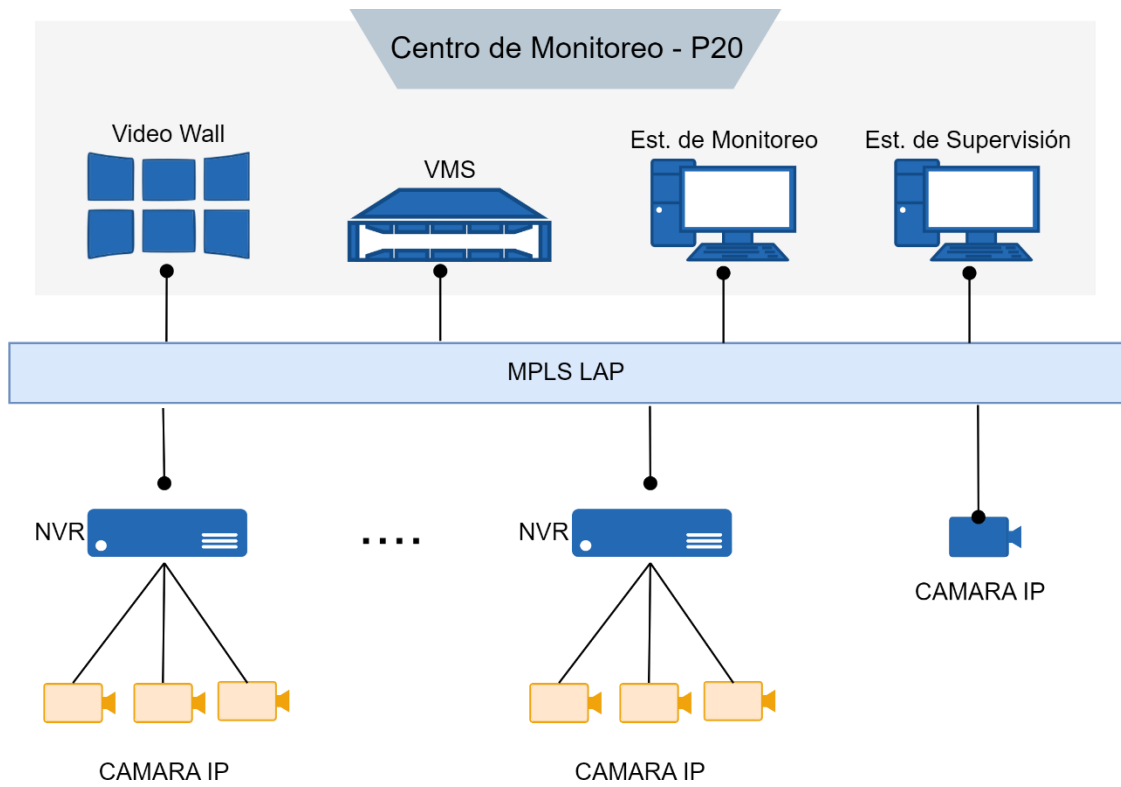 Centro de Monitoreo - P20
Video Wall
VMS
Est. de Monitoreo
Est. de Supervisión
MPLS LAP
NVR
....
NVR
CAMARA IP
CAMARA IP
CAMARA IP